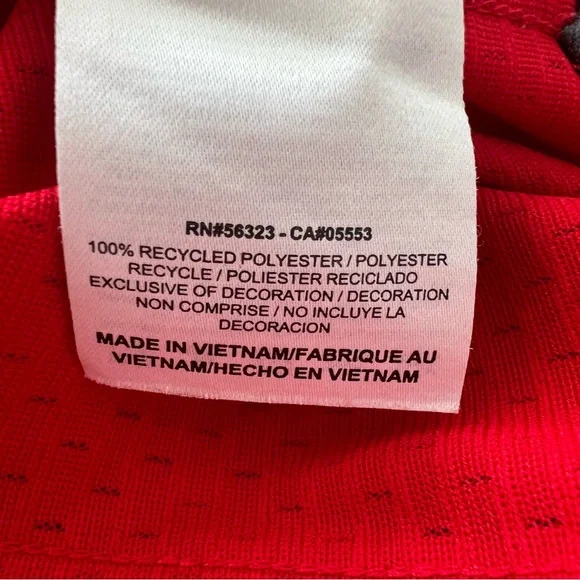 RN#56323 - CA#05553
100% RECYCLED POLYESTER / POLYESTER
RECYCLE / POLIESTER RECICLADO
EXCLUSIVE OF DECORATION / DECORATION
NON COMPRISE / NO INCLUYE LA
DECORACION
MADE IN VIETNAM/FABRIQUE AU
VIETNAM/HECHO EN VIETNAM